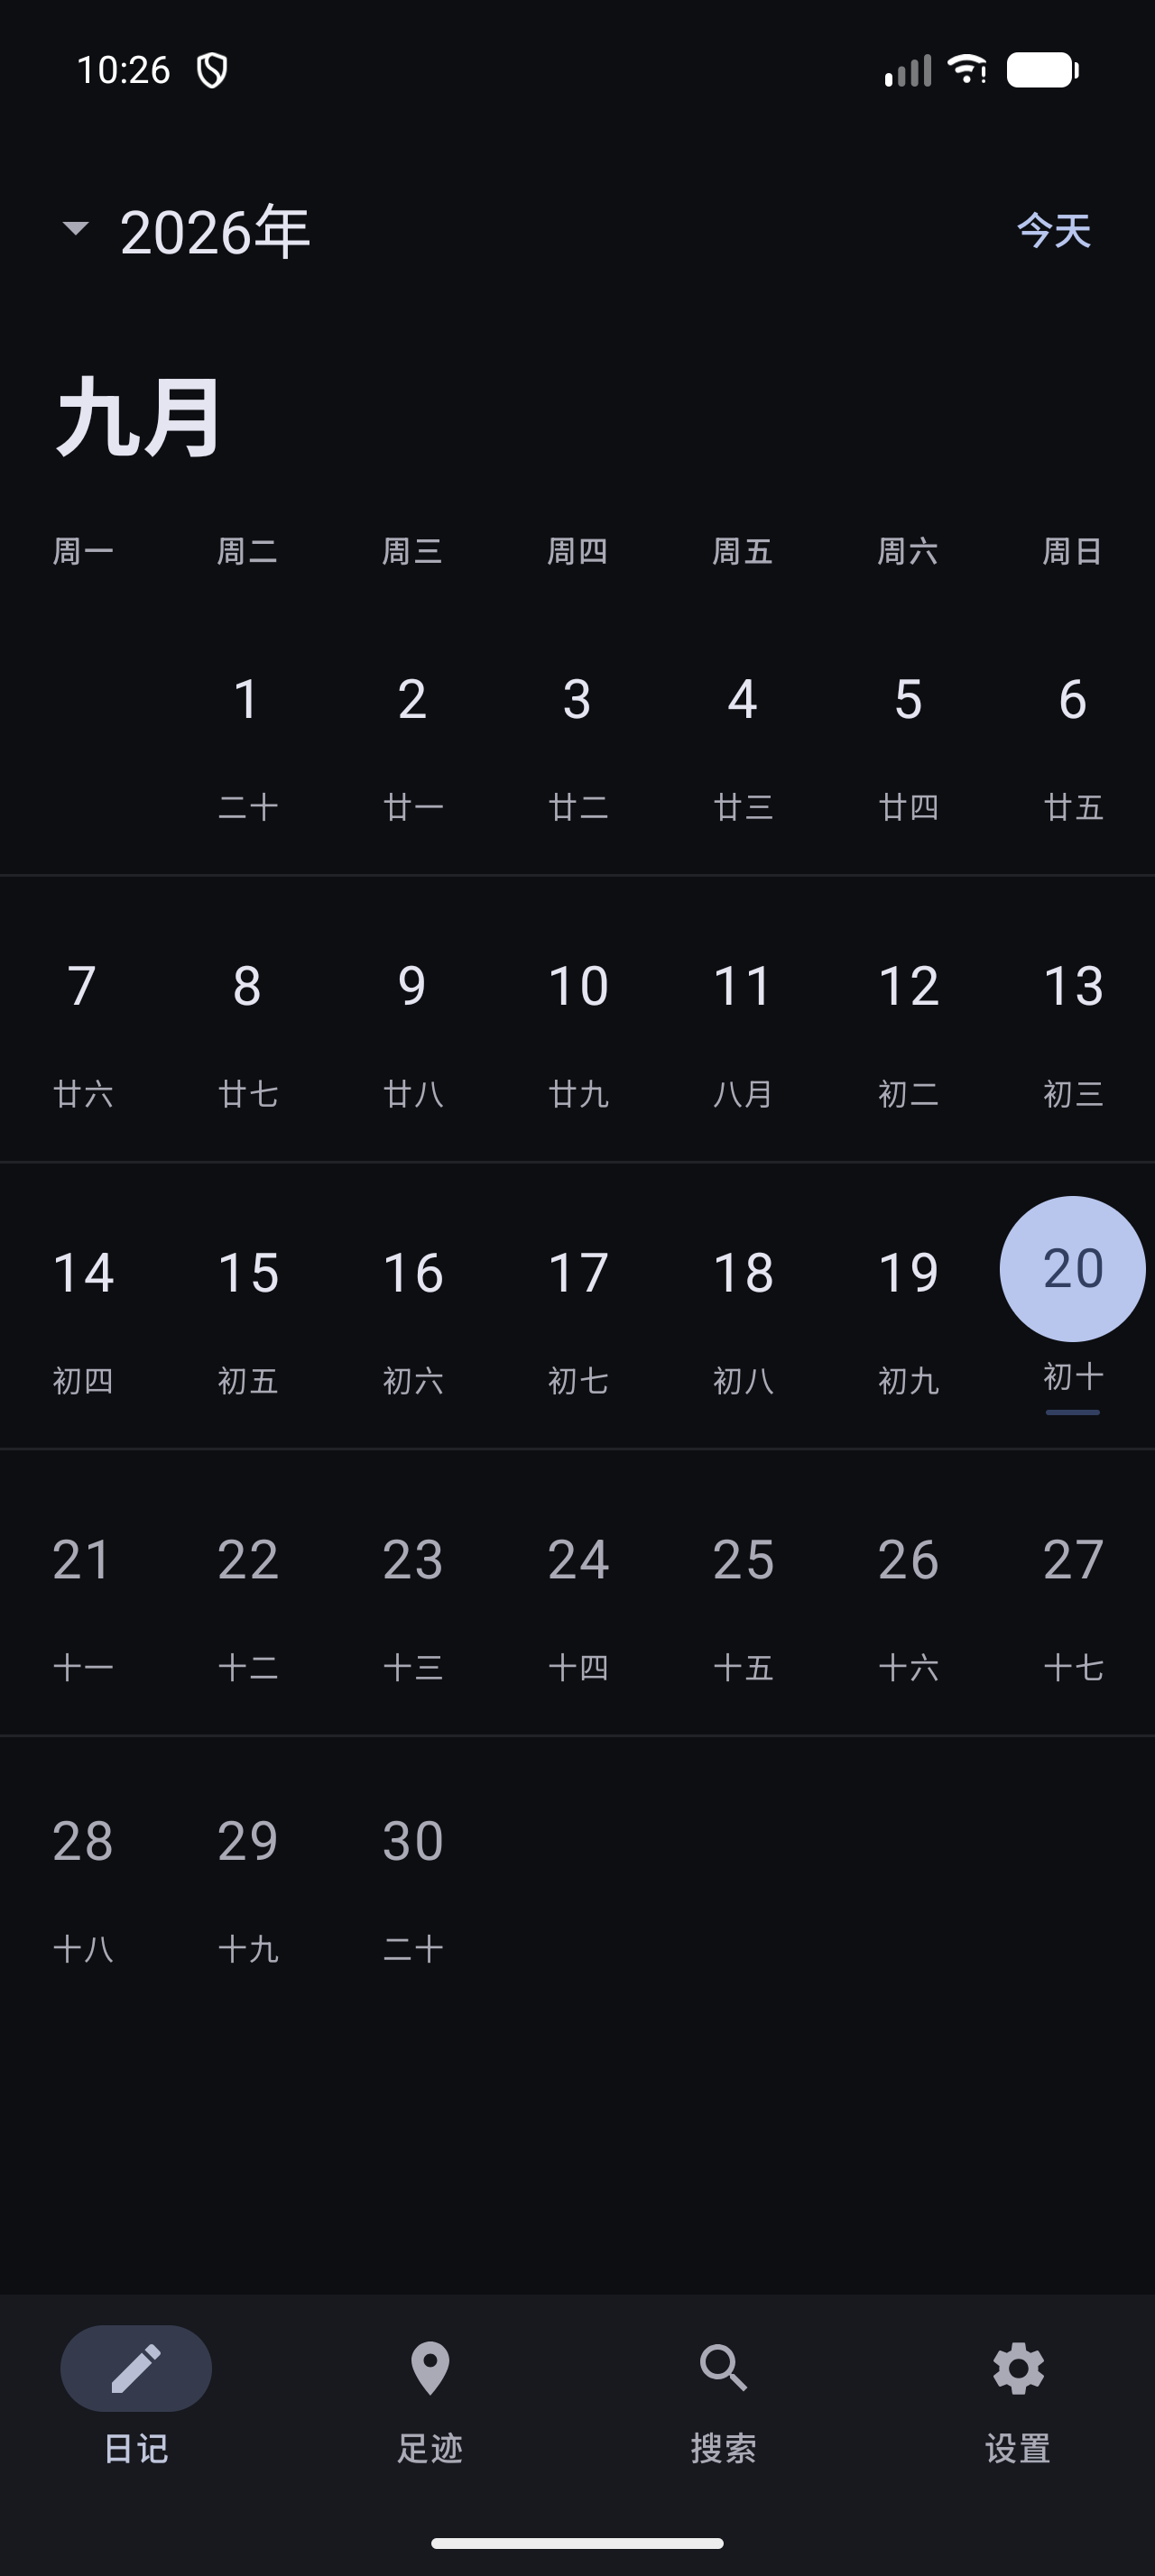 10:26
2026年 今天
九月
周一 周二 周三 周四 周五 周六 周日
1 2 3 4 5 6
二十 廿一 廿二 廿三 廿四 廿五
7 8 9 10 11 12 13
廿六 廿七 廿八 廿九 八月 初二 初三
14 15 16 17 18 19 20
初四 初五 初六 初七 初八 初九 初十
21 22 23 24 25 26 27
十一 十二 十三 十四 十五 十六 十七
28 29 30
十八 十九 二十
日记 足迹 搜索 设置